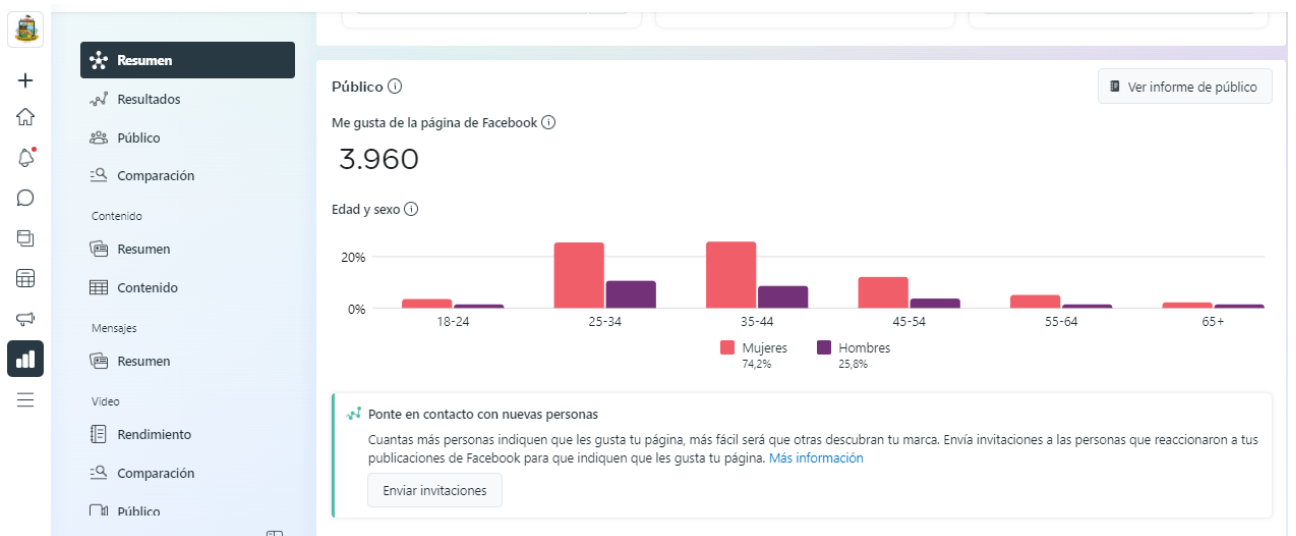 Resumen
Resultados
Público
Comparación
Contenido
Resumen
Contenido
Mensajes
Resumen
Video
Rendimiento
Comparación
Público
Público
Ver informe de público
Me gusta de la página de Facebook
3.960
Edad y sexo
20%
0%
18-24 25-34 35-44 45-54 55-64 65+
Mujeres Hombres
74,2% 25,8%
Ponte en contacto con nuevas personas
Cuantas más personas indiquen que les gusta tu página, más fácil será que otras descubran tu marca. Envía invitaciones a las personas que reaccionaron a tus
publicaciones de Facebook para que indiquen que les gusta tu página. Más información
Enviar invitaciones